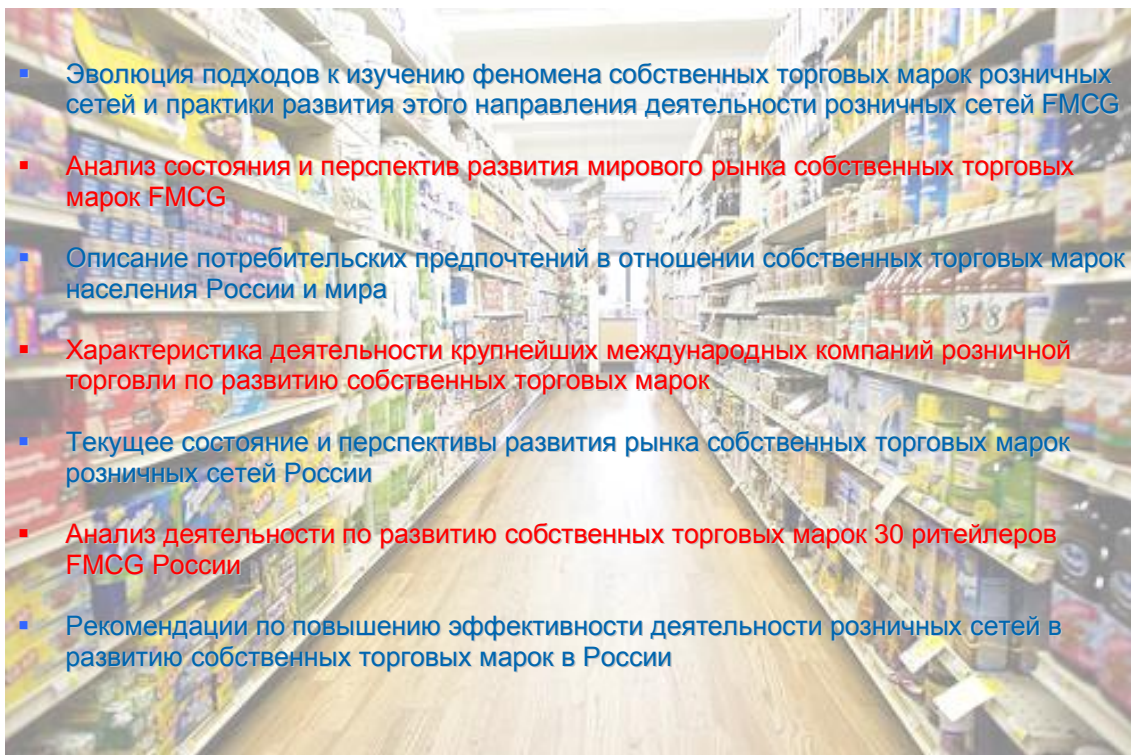 ▪ Эволюция подходов к изучению феномена собственных торговых марок розничных
сетей и практики развития этого направления деятельности розничных сетей FMCG
▪ Анализ состояния и перспектив развития мирового рынка собственных торговых
марок FMCG
▪ Описание потребительских предпочтений в отношении собственных торговых марок
населения России и мира
▪ Характеристика деятельности крупнейших международных компаний розничной
торговли по развитию собственных торговых марок
▪ Текущее состояние и перспективы развития рынка собственных торговых марок
розничных сетей России
▪ Анализ деятельности по развитию собственных торговых марок 30 ритейлеров
FMCG России
▪ Рекомендации по повышению эффективности деятельности розничных сетей в
развитию собственных торговых марок в России